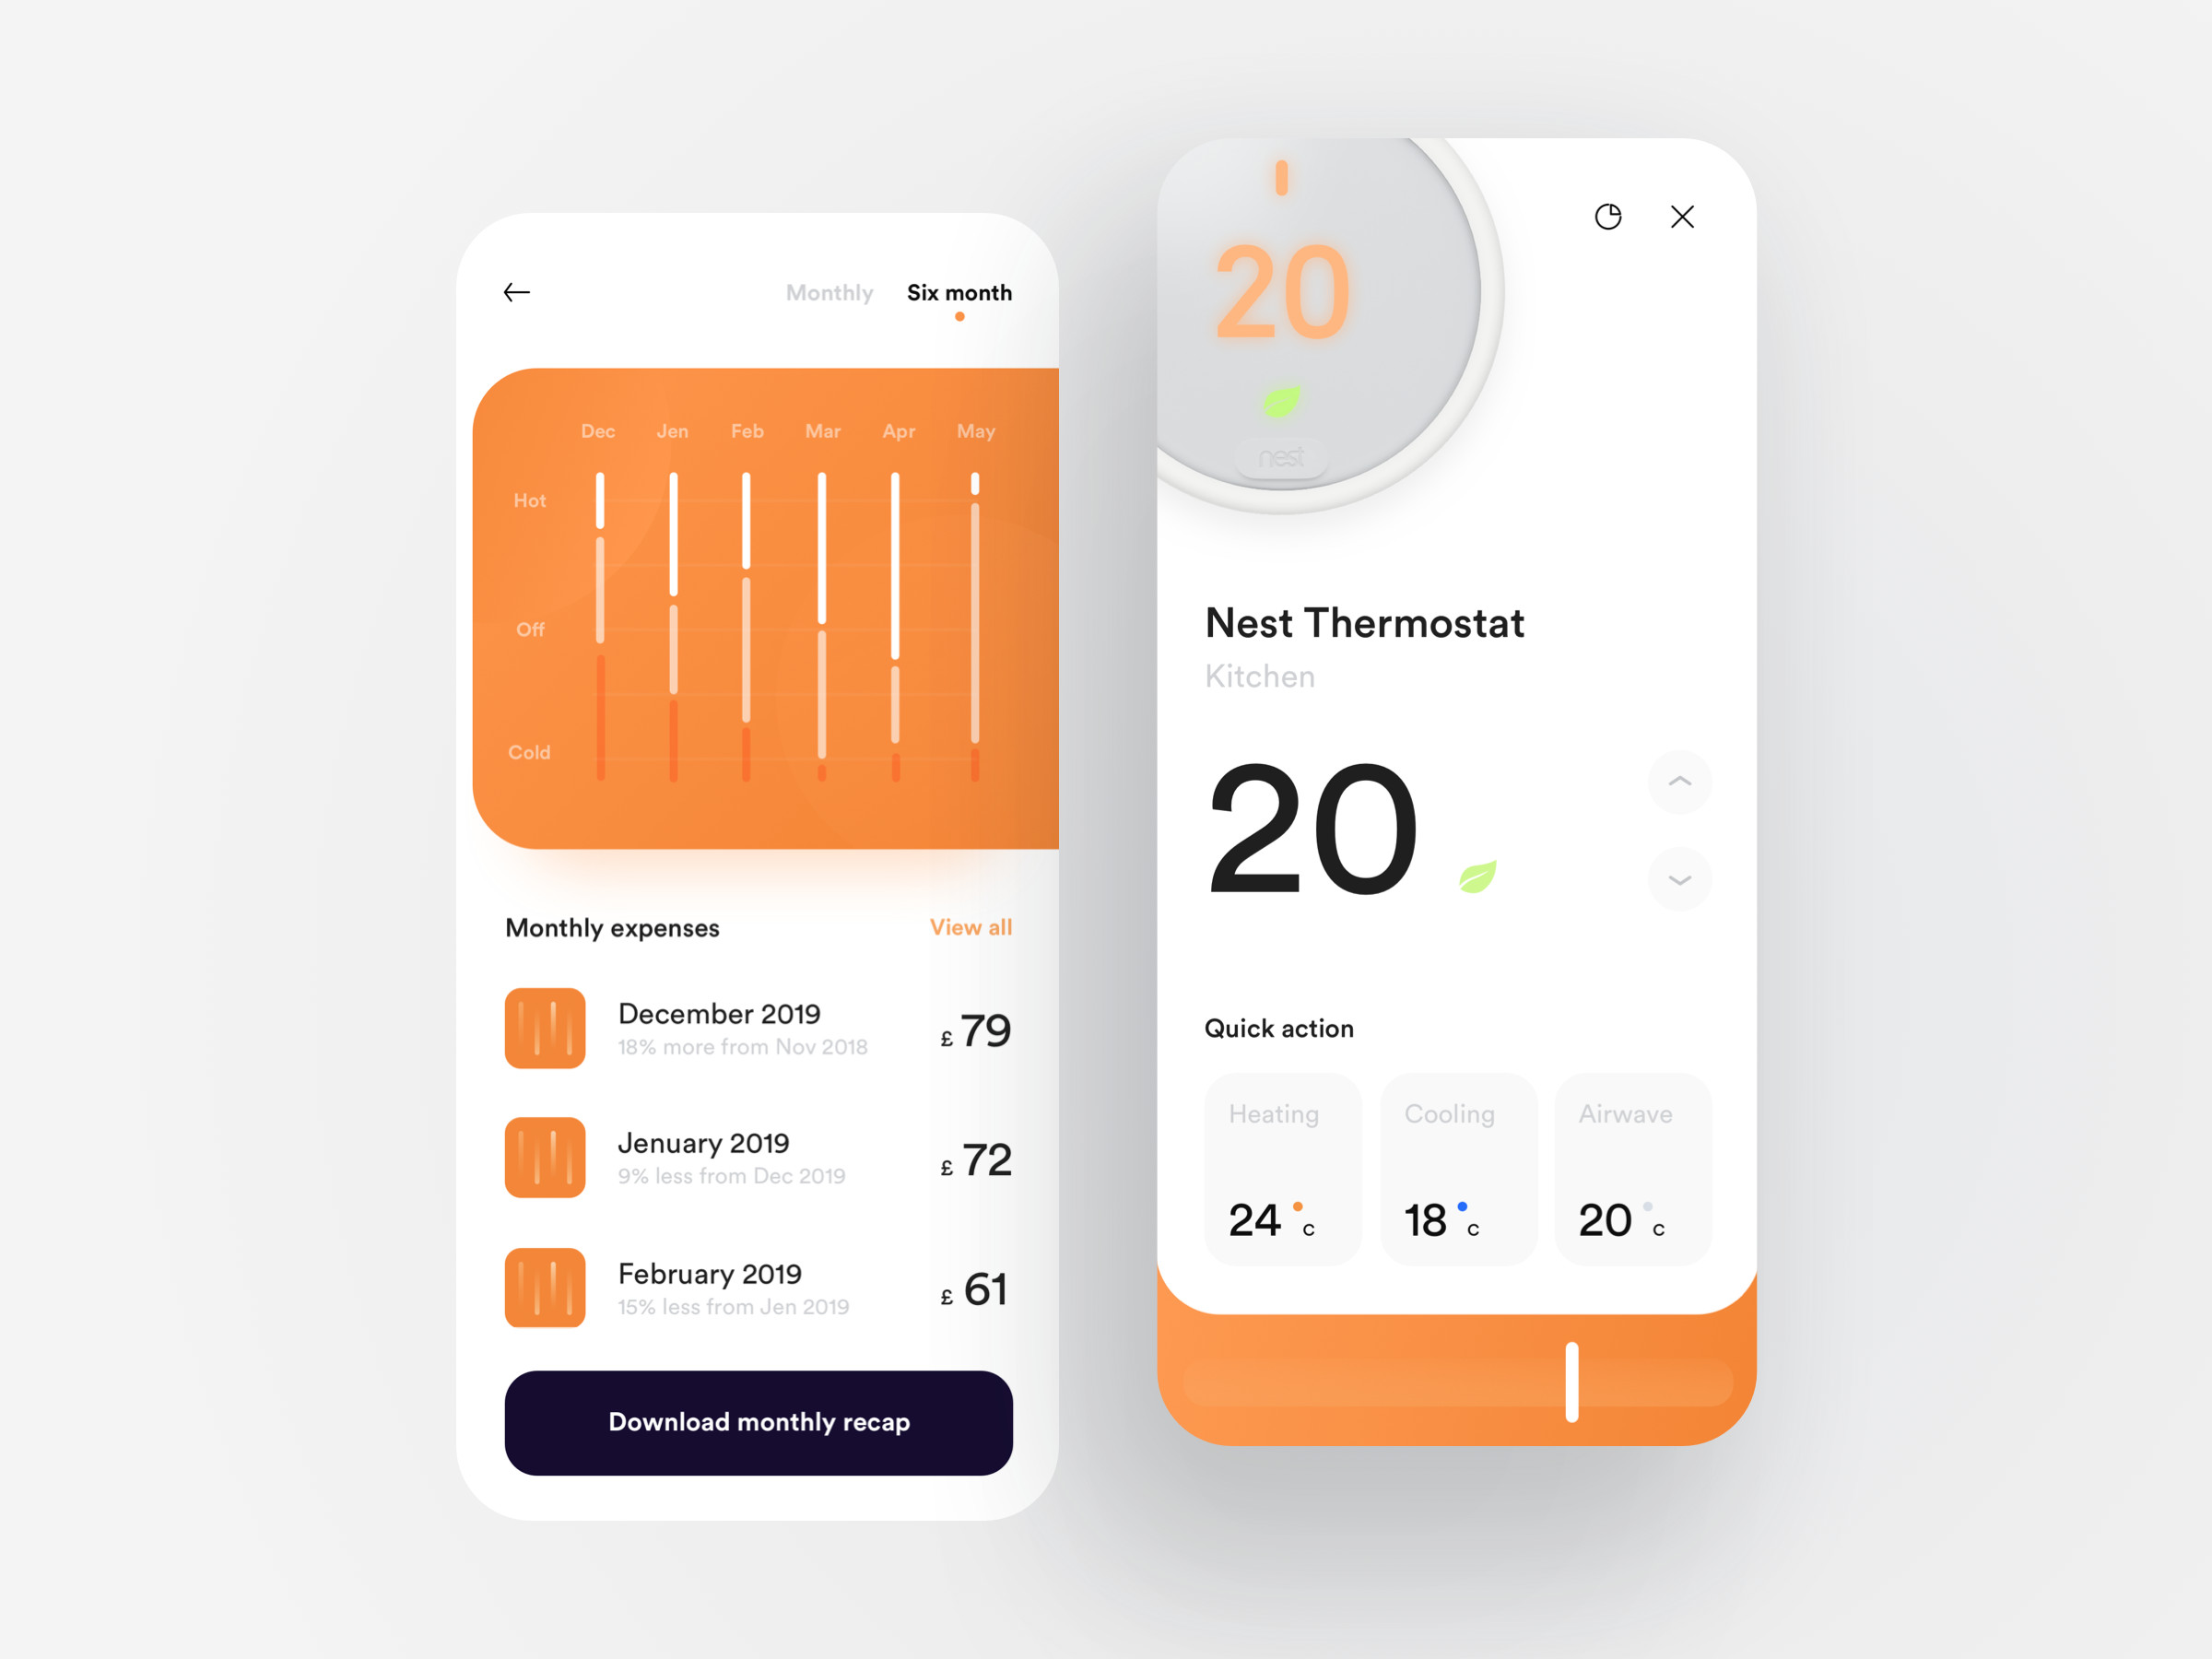 Monthly Six month
Dec Jen Feb Mar Apr May
Hot
Off
Cold
Monthly expenses View all
December 2019
18% more from Nov 2018
£ 79
Jenuary 2019
9% less from Dec 2019
£ 72
February 2019
15% less from Jen 2019
£ 61
Download monthly recap
20
nest
Nest Thermostat
Kitchen
20
Quick action
Heating
24 c
Cooling
18 c
Airwave
20 c